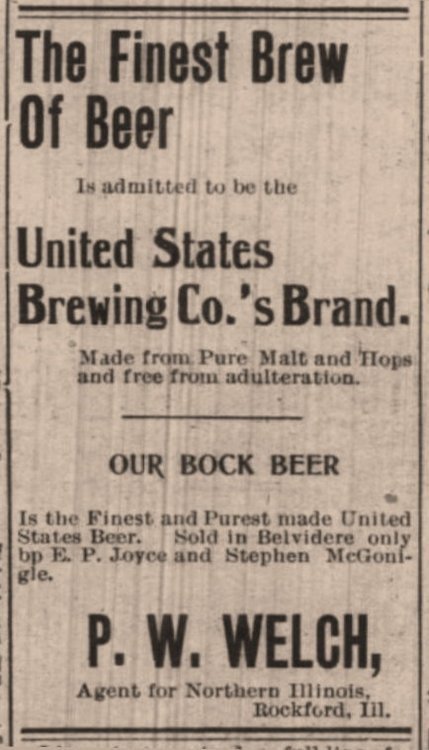 The Finest Brew
Of Beer
Is admitted to be the
United States
Brewing Co.'s Brand.
Made from Pure Malt and Hops
and free from adulteration.
OUR BOCK BEER
Is the Finest and Purest made United
States Beer. Sold in Belvidere only
bp E. P. Joyce and Stephen McGoni-
gle.
P. W. WELCH,
Agent for Northern Illinois,
Rockford, Ill.